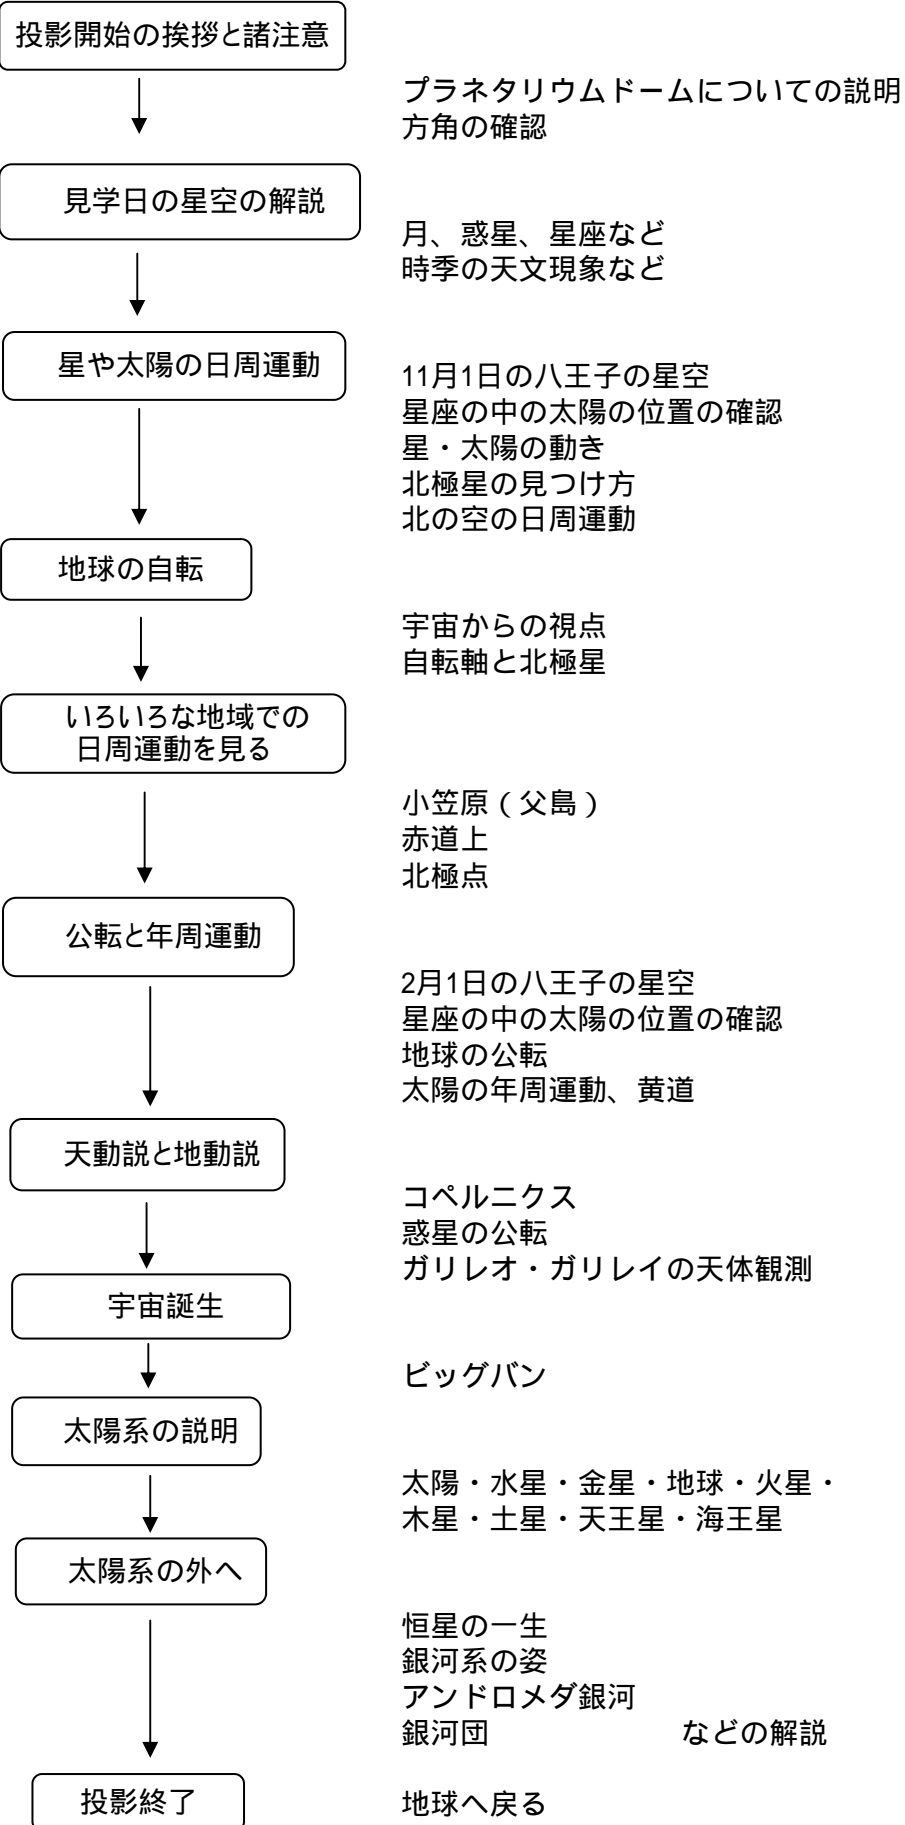 投影開始の挨拶と諸注意
プラネタリウムドームについての説明
方角の確認
見学日の星空の解説
月、惑星、星座など
時季の天文現象など
星や太陽の日周運動
11月1日の八王子の星空
星座の中の太陽の位置の確認
星・太陽の動き
北極星の見つけ方
北の空の日周運動
地球の自転
宇宙からの視点
自転軸と北極星
いろいろな地域での
日周運動を見る
小笠原(父島)
赤道上
北極点
公転と年周運動
2月1日の八王子の星空
星座の中の太陽の位置の確認
地球の公転
太陽の年周運動、黄道
天動説と地動説
コペルニクス
惑星の公転
ガリレオ・ガリレイの天体観測
宇宙誕生
ビッグバン
太陽系の説明
太陽・水星・金星・地球・火星・
木星・土星・天王星・海王星
太陽系の外へ
恒星の一生
銀河系の姿
アンドロメダ銀河
銀河団 などの解説
投影終了
地球へ戻る